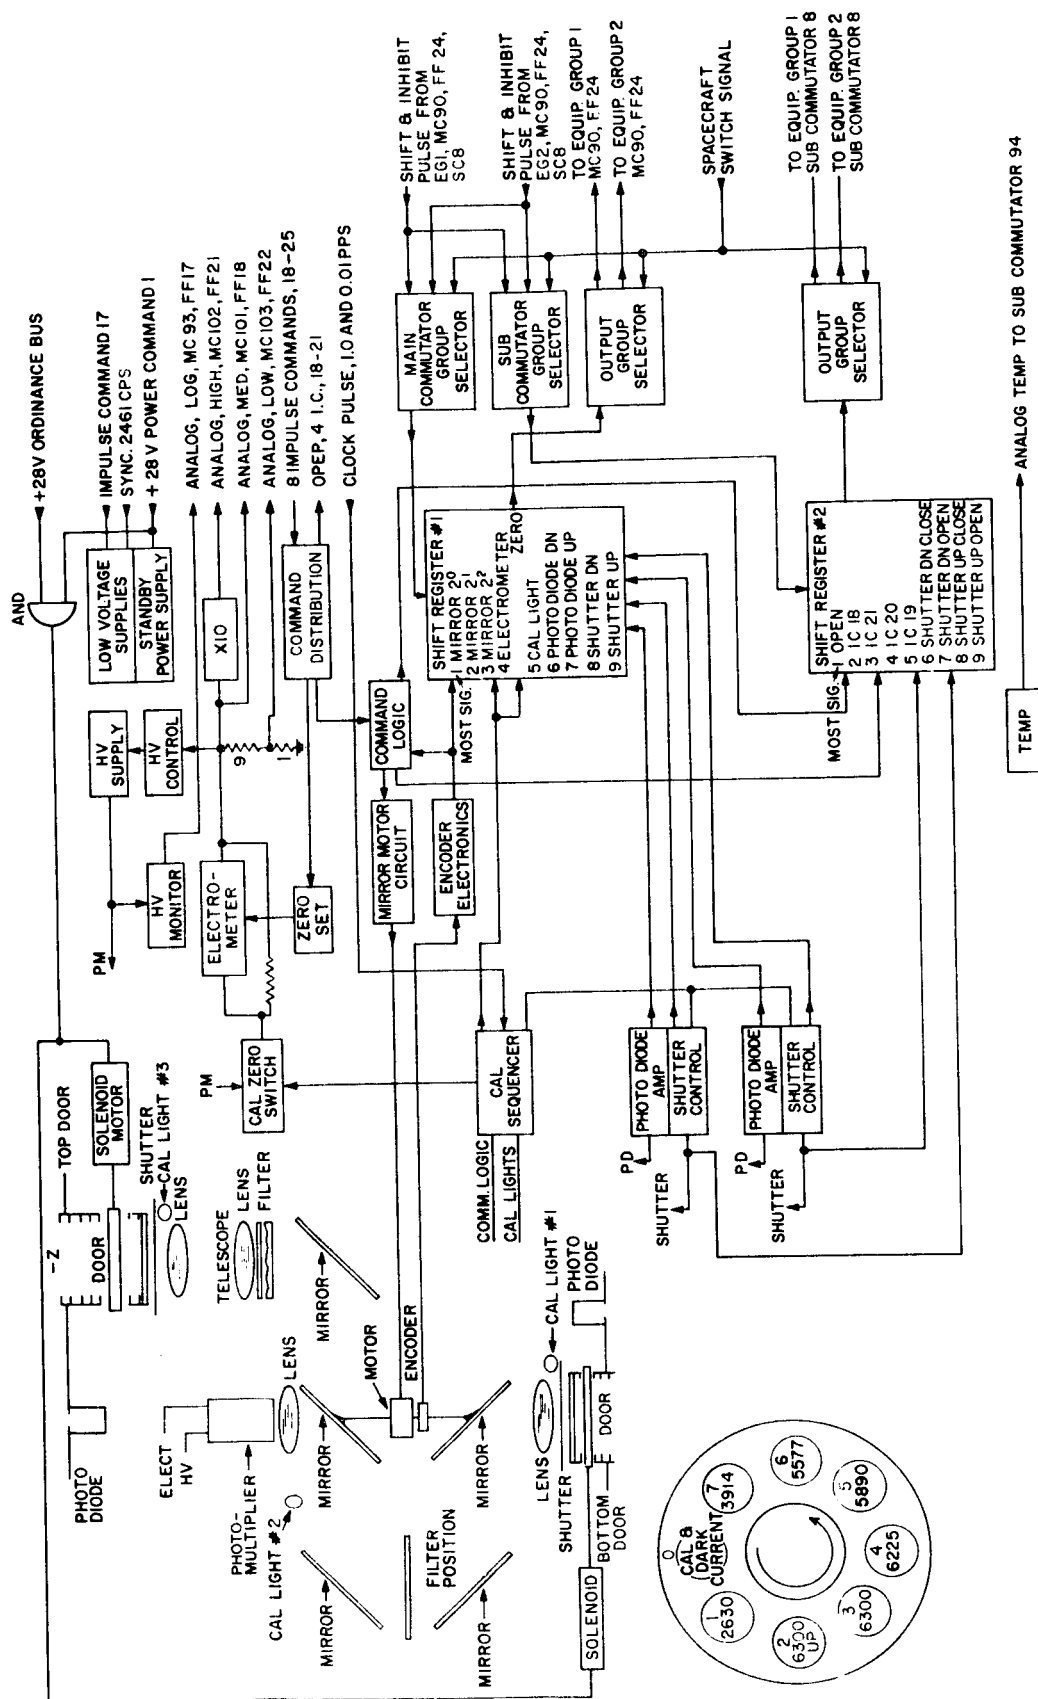 +28V ORDINANCE BUS
AND
IMPULSE COMMAND 17
SYNC. 2461 CPS
+28 V POWER COMMAND 1
LOW VOLTAGE
SUPPLIES
STANDBY
POWER SUPPLY
ANALOG, LOG, MC 93, FF17
ANALOG, HIGH, MC102, FF21
ANALOG, MED, MC101, FF18
ANALOG, LOW, MC103, FF22
8 IMPULSE COMMANDS, 18-25
OPEP, 4 I.C., 18-21
CLOCK PULSE, 1.0 AND 0.01 PPS
X10
COMMAND
DISTRIBUTION
HV
SUPPLY
HV
CONTROL
9
1
PM
HV
MONITOR
ELECTRO-
METER
ZERO
SET
COMMAND
LOGIC
MIRROR MOTOR
CIRCUIT
ENCODER
ELECTRONICS
SHIFT & INHIBIT
PULSE FROM
EG1, MC90, FF 24,
SC8
SHIFT & INHIBIT
PULSE FROM
EG2, MC90, FF24,
SC8
TO EQUIP. GROUP 1
MC90, FF24
TO EQUIP. GROUP 2
MC90, FF24
SPACECRAFT
SWITCH SIGNAL
TO EQUIP. GROUP 1
SUB COMMUTATOR 8
TO EQUIP. GROUP 2
SUB COMMUTATOR 8
MAIN
COMMUTATOR
GROUP
SELECTOR
SUB
COMMUTATOR
GROUP
SELECTOR
OUTPUT
GROUP
SELECTOR
OUTPUT
GROUP
SELECTOR
SHIFT REGISTER #1
MOST SIG.
1 MIRROR 2⁰
2 MIRROR 2¹
3 MIRROR 2²
4 ELECTROMETER ZERO
5 CAL LIGHT
6 PHOTO DIODE DN
7 PHOTO DIODE UP
8 SHUTTER DN
9 SHUTTER UP
SHIFT REGISTER #2
MOST SIG.
1 OPEN
2 IC 18
3 IC 21
4 IC 20
5 IC 19
6 SHUTTER DN CLOSE
7 SHUTTER DN OPEN
8 SHUTTER UP CLOSE
9 SHUTTER UP OPEN
TEMP
ANALOG TEMP TO SUB COMMUTATOR 94
-Z
TOP DOOR
DOOR
SOLENOID
MOTOR
SHUTTER
CAL LIGHT #3
LENS
PHOTO
DIODE
TELESCOPE
LENS
FILTER
PM
CAL ZERO
SWITCH
CAL
SEQUENCER
COMM. LOGIC
CAL LIGHTS
PHOTO DIODE
AMP
SHUTTER
CONTROL
PD
SHUTTER
PHOTO DIODE
AMP
SHUTTER
CONTROL
PD
SHUTTER
ELECT
HV
PHOTO-
MULTIPLIER
LENS
CAL LIGHT #2
MIRROR
MIRROR
MIRROR
MOTOR
ENCODER
FILTER
POSITION
MIRROR
MIRROR
LENS
SHUTTER
CAL LIGHT #1
PHOTO
DIODE
BOTTOM
DOOR
DOOR
SOLENOID
0
CAL &
DARK
CURRENT
1
2630
2
6300
UP
3
6300
4
6225
5
5890
6
5577
7
3914